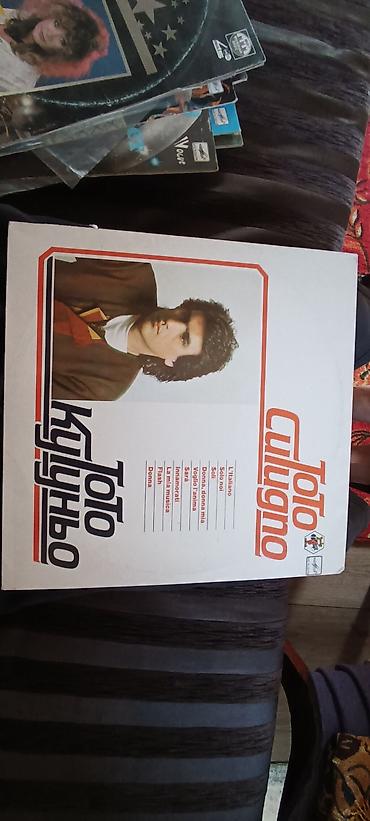 Toto
Cutugno
L'Italiano
Solo noi
Soli
Donna, donna mia
Voglio l'anima
Sarà
Innamorati
La mia musica
Flash
Donna
Тото
Кутуньо